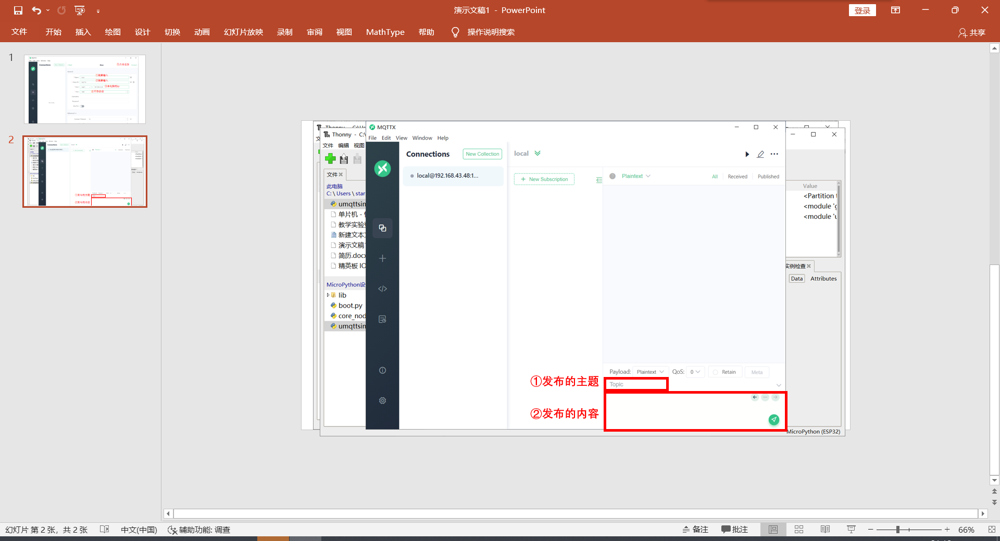 演示文稿1 - PowerPoint
登录
文件 开始 插入 绘图 设计 切换 动画 幻灯片放映 录制 审阅 视图 MathType 帮助 操作说明搜索
共享
1
2
Thonny - C:\
文件 编辑 视图
文件
此电脑
C: \ Users \ star
umqttsim
单片机 -
教学实验
新建文本
演示文稿
简历.docx
精英板 IO
MicroPython设
lib
boot.py
core_nod
umqttsim
MQTTX
File Edit View Window Help
Connections
New Collection
local@192.168.43.48:1...
local
+ New Subscription
Plaintext
All Received Published
Payload: Plaintext QoS: 0 Retain Meta
Topic
①发布的主题
②发布的内容
Value
<Partition
<module 'g
<module 'u
实例检查
Data Attributes
MicroPython (ESP32)
幻灯片 第 2 张，共 2 张 中文(中国) 辅助功能: 调查
备注 批注 66%